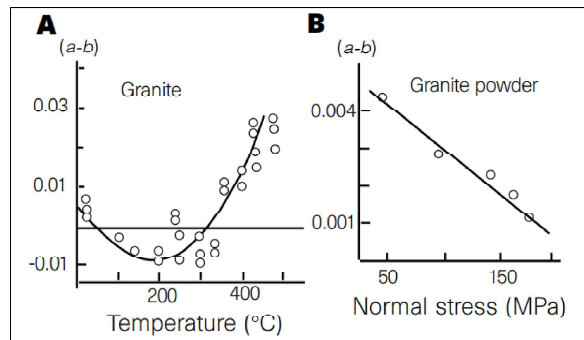 A
(a-b)
Granite
0.03
0.01
-0.01
200
400
Temperature (°C)
B
(a-b)
Granite powder
0.004
0.001
50
150
Normal stress (MPa)